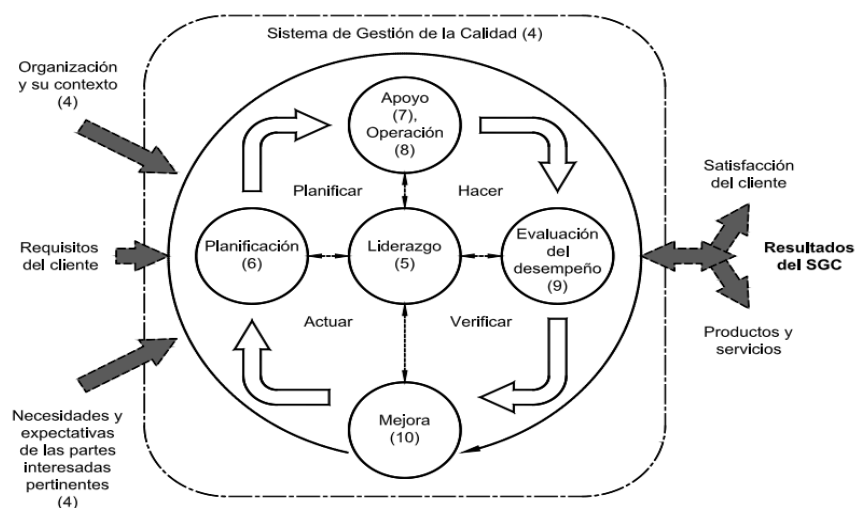 Sistema de Gestión de la Calidad (4)
Organización
y su contexto
(4)
Requisitos
del cliente
Necesidades y
expectativas
de las partes
interesadas
pertinentes
(4)
Apoyo
(7),
Operación
(8)
Planificar
Hacer
Planificación
(6)
Liderazgo
(5)
Evaluación
del
desempeño
(9)
Actuar
Verificar
Mejora
(10)
Satisfacción
del cliente
Resultados
del SGC
Productos y
servicios